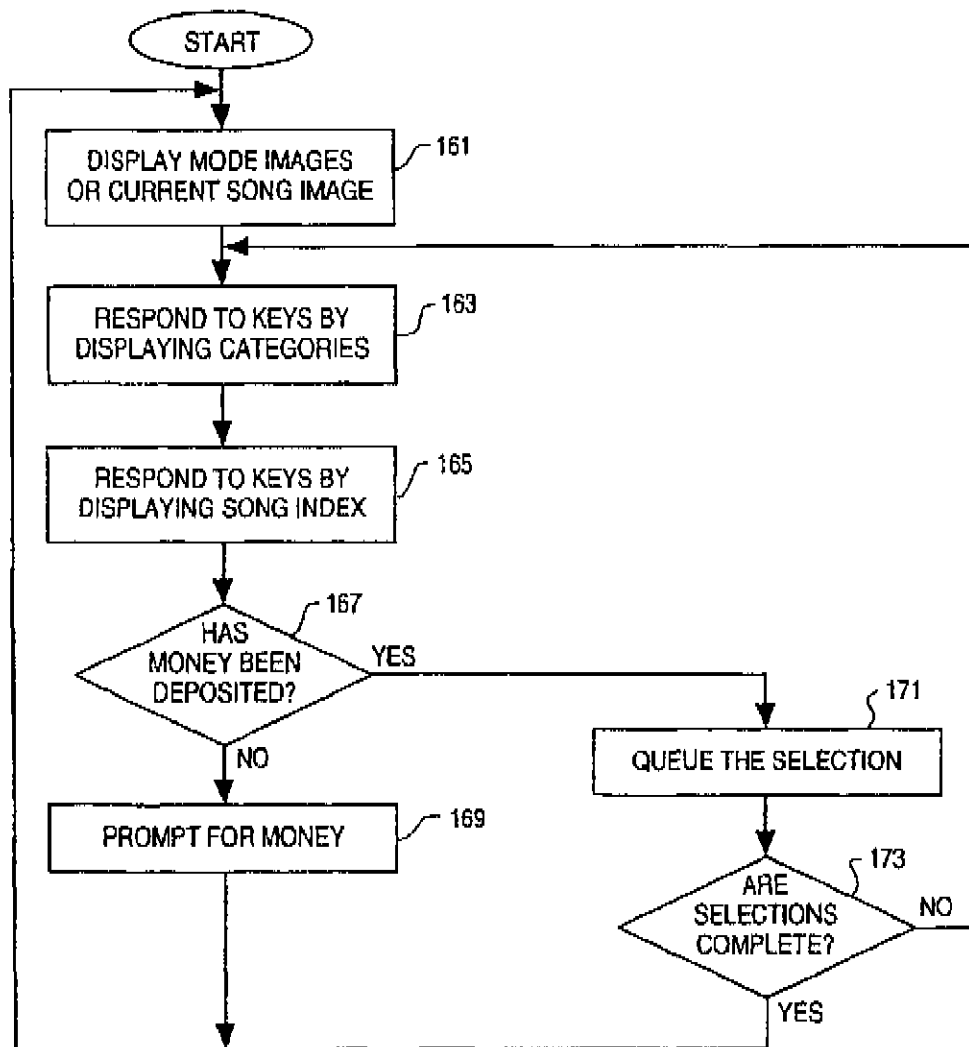 START
DISPLAY MODE IMAGES
OR CURRENT SONG IMAGE
161
RESPOND TO KEYS BY
DISPLAYING CATEGORIES
163
RESPOND TO KEYS BY
DISPLAYING SONG INDEX
165
HAS
MONEY BEEN
DEPOSITED?
167
YES
NO
PROMPT FOR MONEY
169
QUEUE THE SELECTION
171
ARE
SELECTIONS
COMPLETE?
173
NO
YES